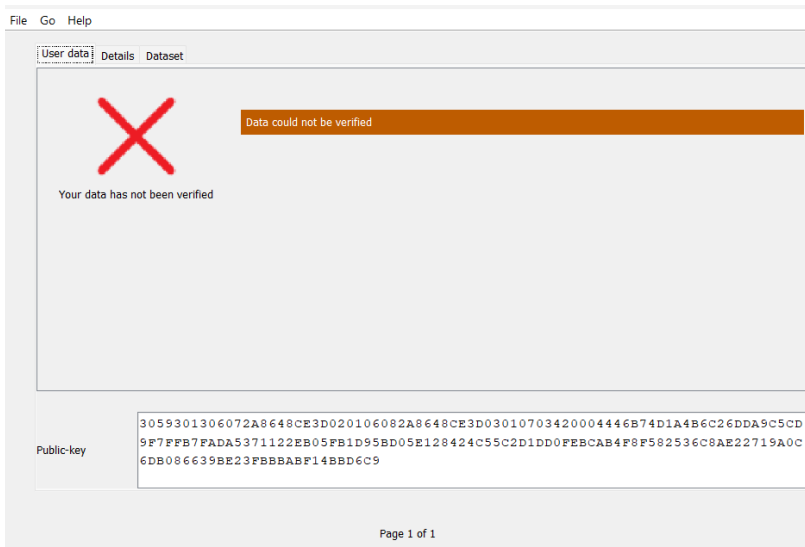 File Go Help
User data Details Dataset
Data could not be verified
Your data has not been verified
3059301306072A8648CE3D020106082A8648CE3D03010703420004446B74D1A4B6C26DDA9C5CD
Public-key
9F7FFB7FADA5371122EB05FB1D95BD05E128424C55C2D1DD0FEBCAB4F8F582536C8AE22719A0C
6DB086639BE23FBBBABF14BBD6C9
Page 1 of 1